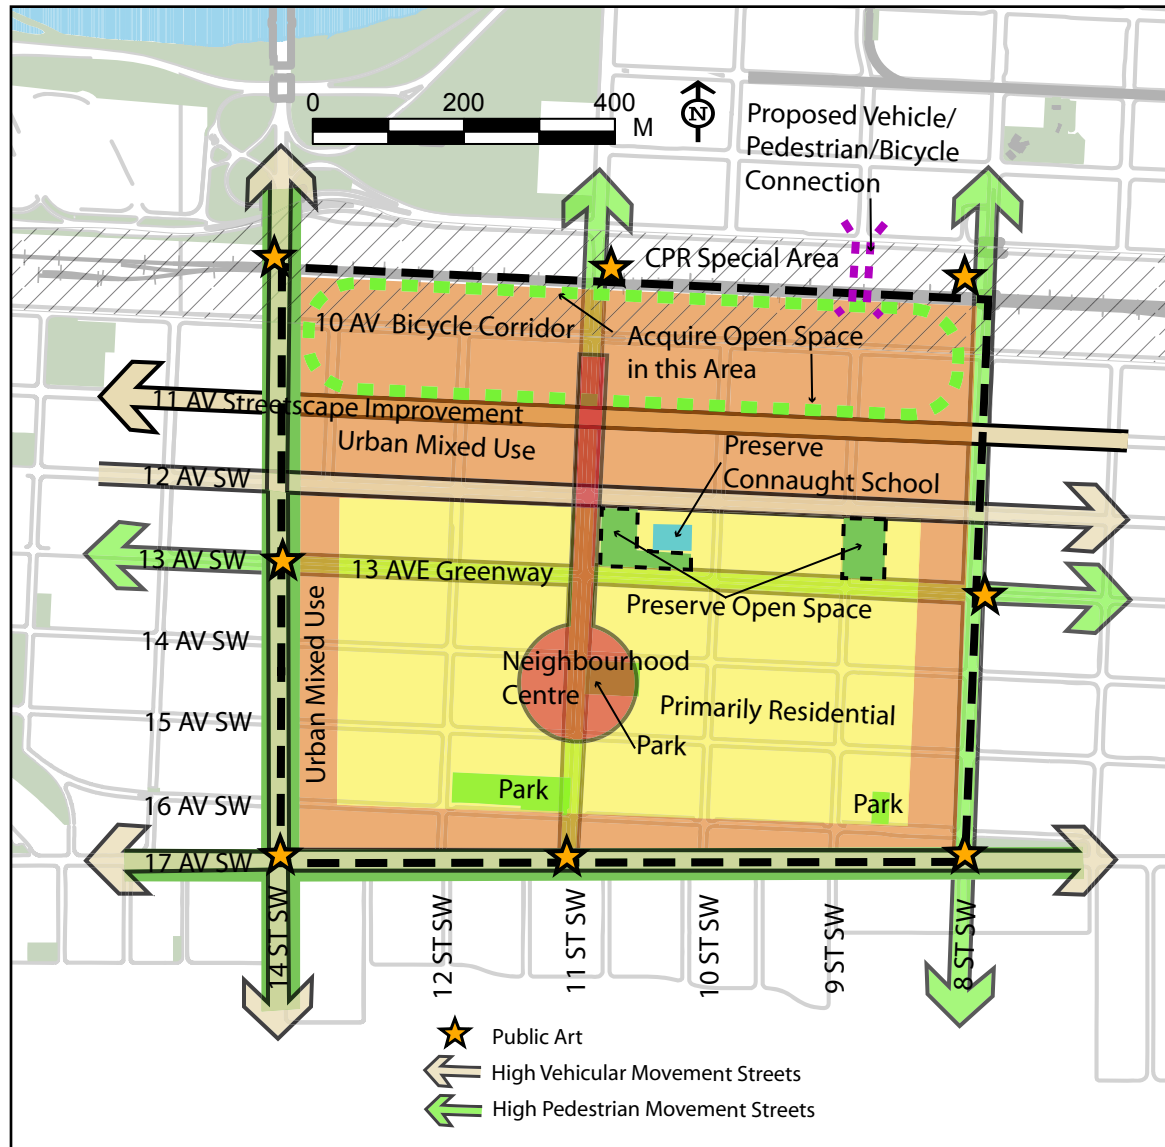 0 200 400
M
N
Proposed Vehicle/
Pedestrian/Bicycle
Connection
CPR Special Area
10 AV Bicycle Corridor
Acquire Open Space
in this Area
11 AV Streetscape Improvement
Urban Mixed Use
Preserve
Connaught School
12 AV SW
13 AV SW
13 AVE Greenway
Preserve Open Space
14 AV SW
Urban Mixed Use
Neighbourhood
Centre
Primarily Residential
15 AV SW
Park
Park
Park
16 AV SW
17 AV SW
14 ST SW
12 ST SW
11 ST SW
10 ST SW
9 ST SW
8 ST SW
Public Art
High Vehicular Movement Streets
High Pedestrian Movement Streets